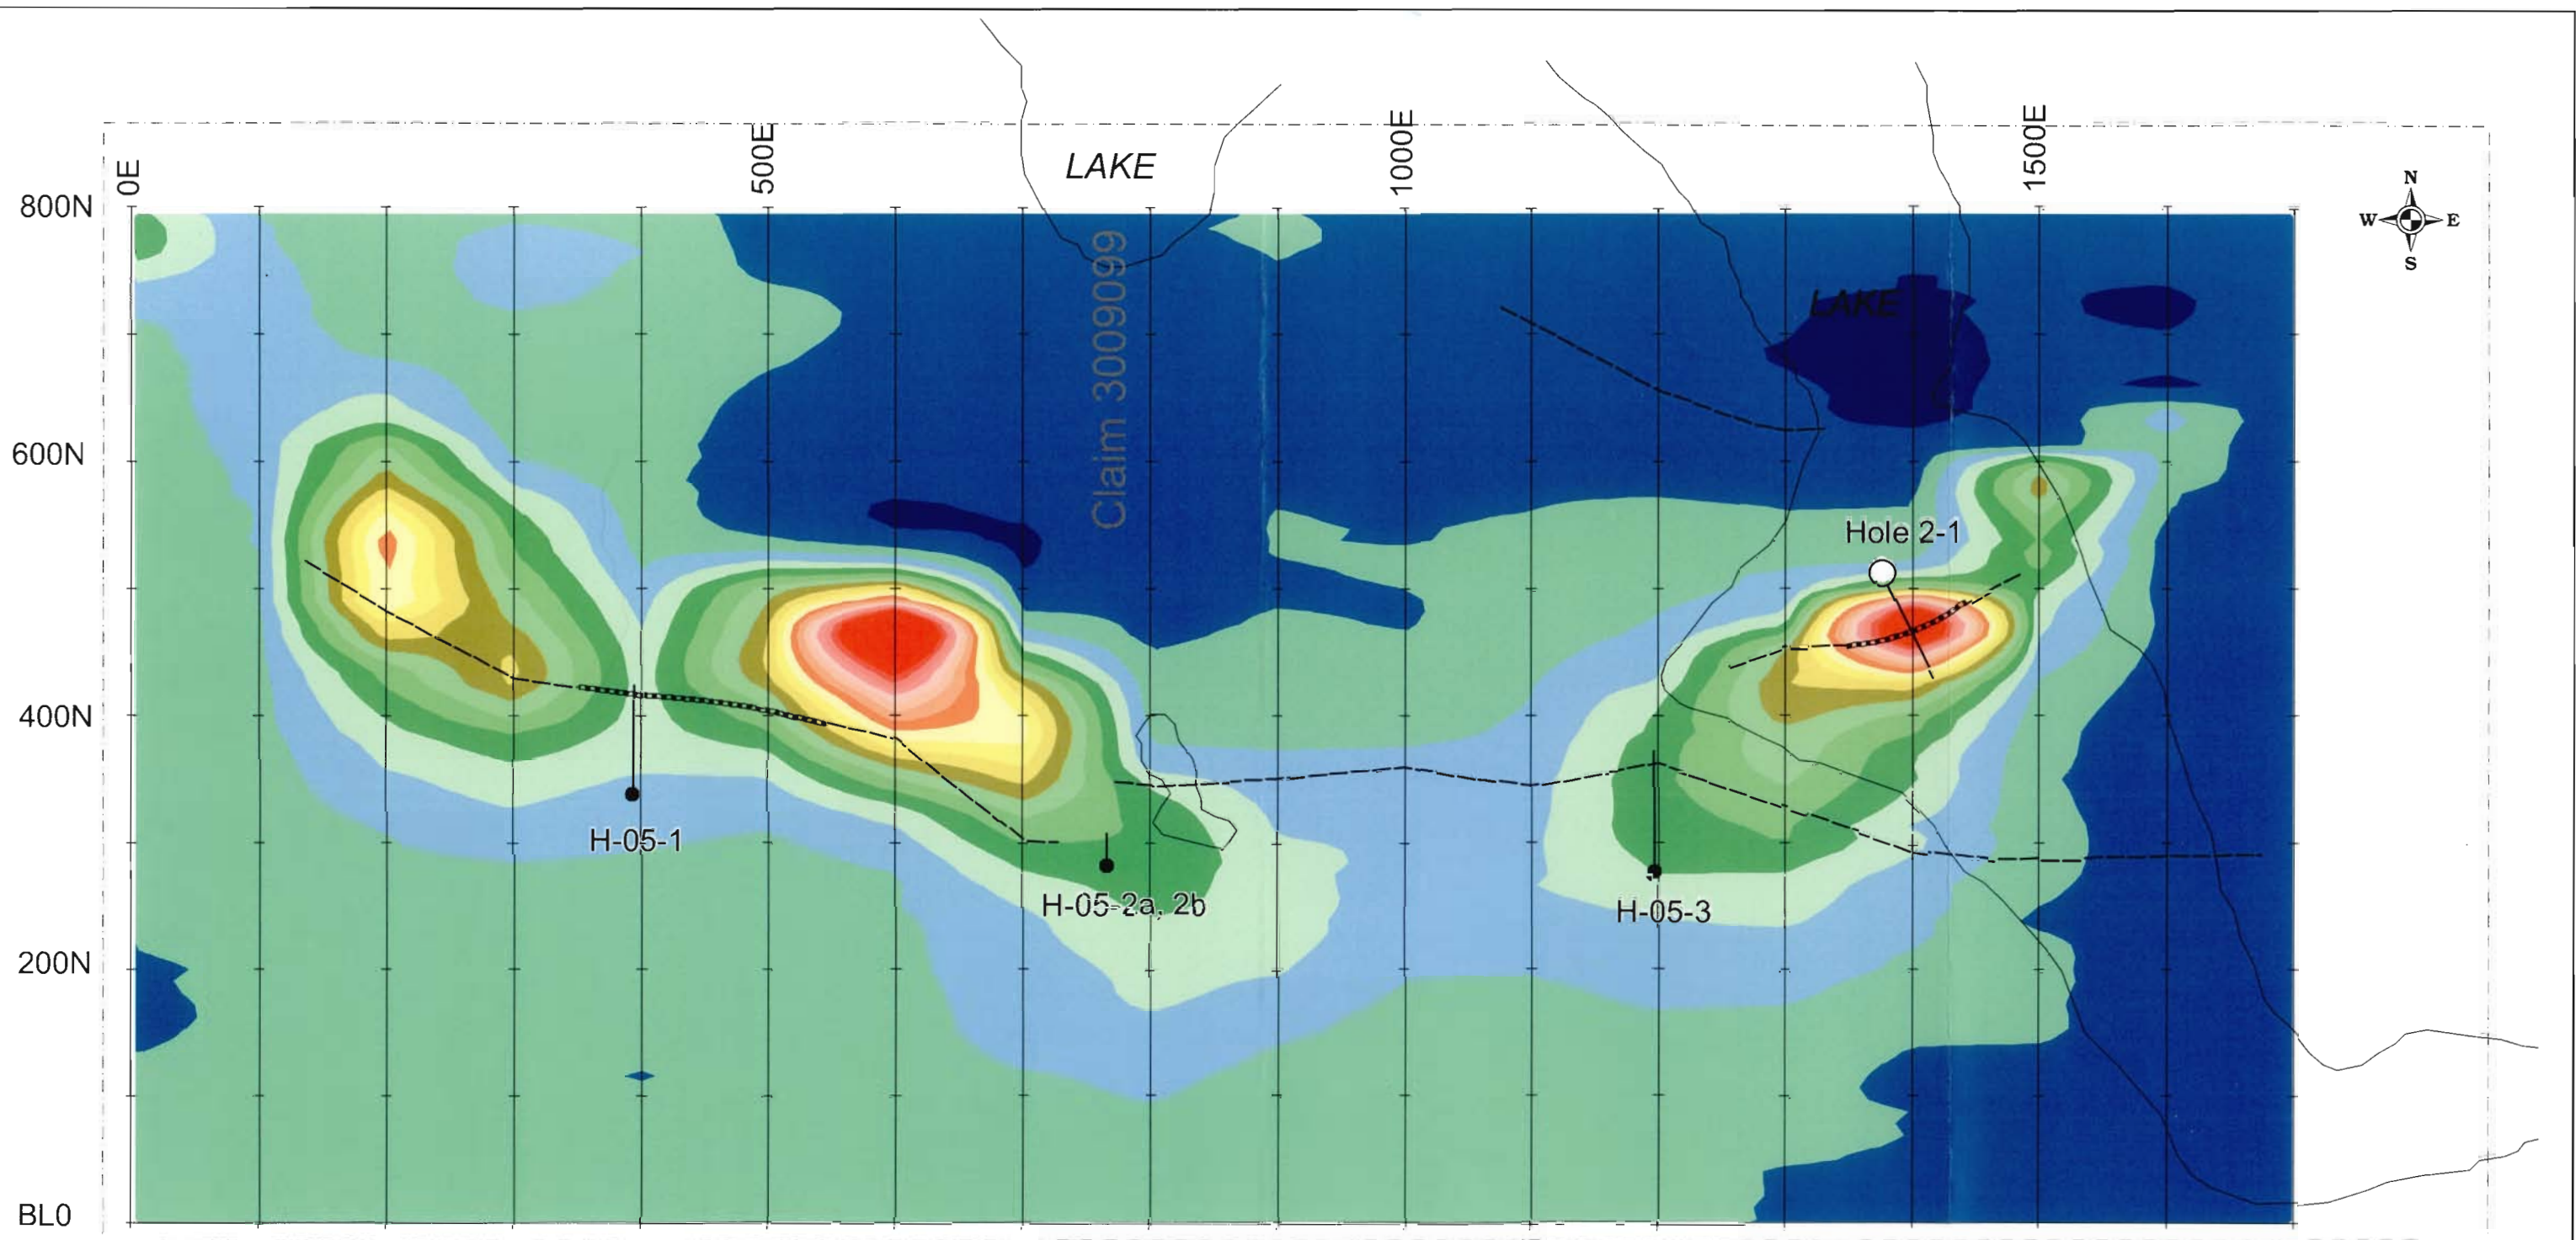 0E
500E
1000E
1500E
LAKE
N
W E
S
800N
Claim 3009099
LAKE
600N
Hole 2-1
400N
H-05-1
H-05-2a, 2b
H-05-3
200N
BL0